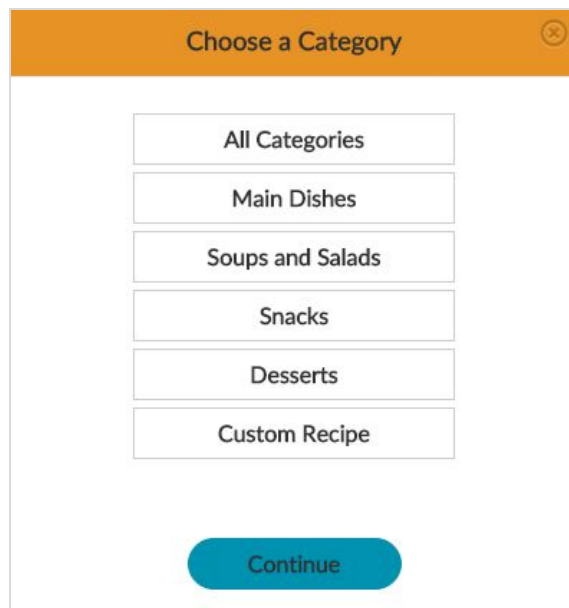 Choose a Category
All Categories
Main Dishes
Soups and Salads
Snacks
Desserts
Custom Recipe
Continue